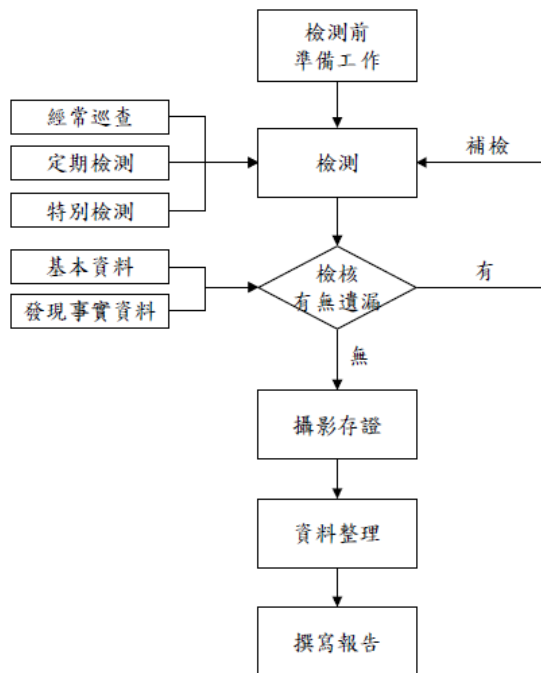 檢測前
準備工作
經常巡查
定期檢測
特別檢測
檢測
補檢
基本資料
發現事實資料
檢核
有無遺漏
有
無
攝影存證
資料整理
撰寫報告